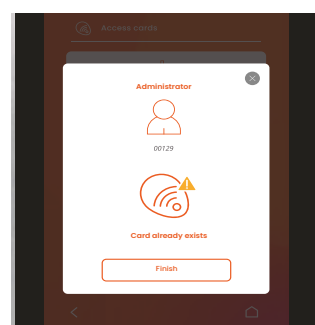 Access cards
Administrator
00129
Card already exists
Finish